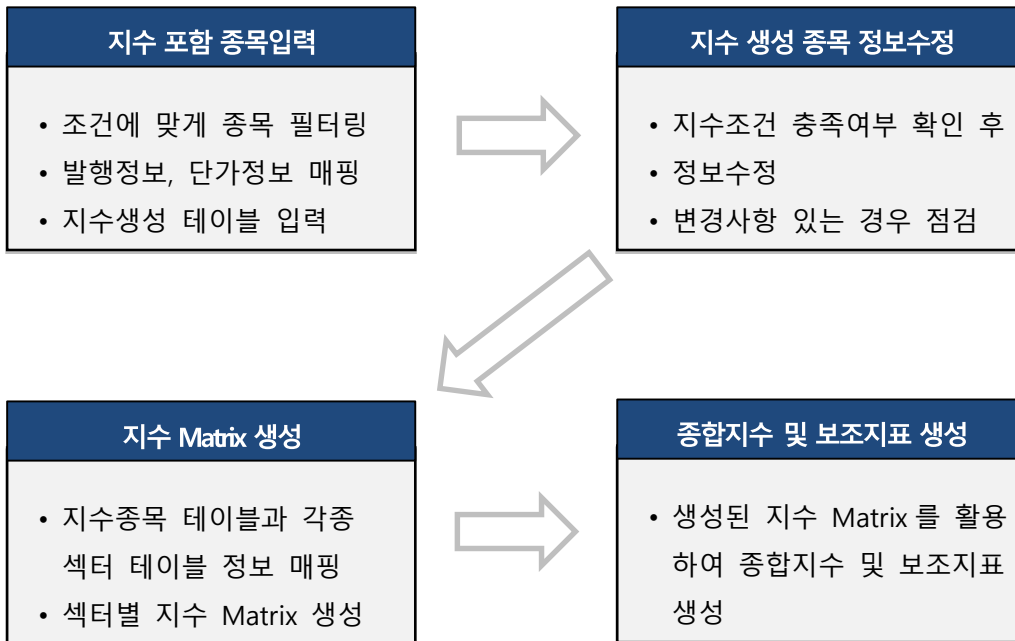 지수 포함 종목입력
• 조건에 맞게 종목 필터링
• 발행정보, 단가정보 매핑
• 지수생성 테이블 입력
지수 생성 종목 정보수정
• 지수조건 충족여부 확인 후
• 정보수정
• 변경사항 있는 경우 점검
지수 Matrix 생성
• 지수종목 테이블과 각종
섹터 테이블 정보 매핑
• 섹터별 지수 Matrix 생성
종합지수 및 보조지표 생성
• 생성된 지수 Matrix 를 활용
하여 종합지수 및 보조지표
생성